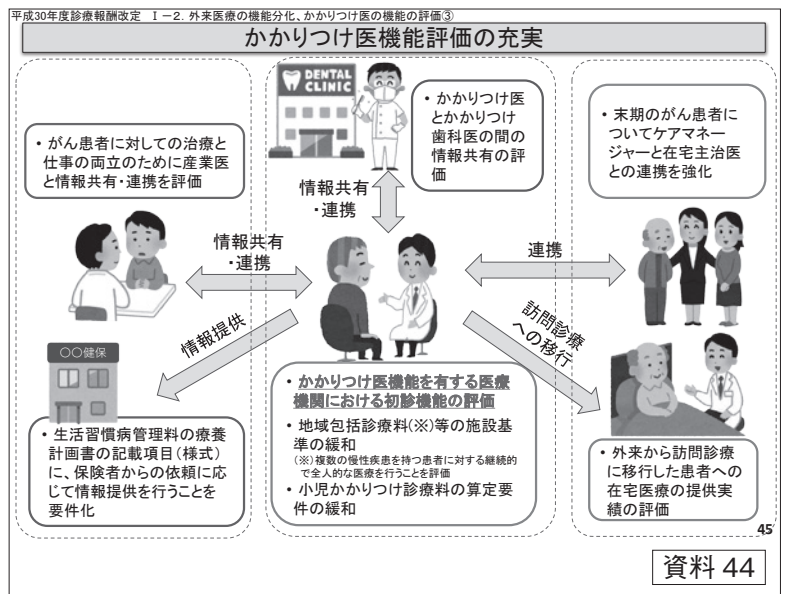 平成30年度診療報酬改定 Ⅰ－2. 外来医療の機能分化、かかりつけ医の機能の評価③
かかりつけ医機能評価の充実
・がん患者に対しての治療と
仕事の両立のために産業医
と情報共有・連携を評価
DENTAL
CLINIC
・かかりつけ医
とかかりつけ
歯科医の間の
情報共有の評
価
・末期のがん患者に
ついてケアマネー
ジャーと在宅主治医
との連携を強化
情報共有
・連携
情報共有
・連携
連携
情報提供
訪問診療
への移行
〇〇健保
・生活習慣病管理料の療養
計画書の記載項目(様式)
に、保険者からの依頼に応
じて情報提供を行うことを
要件化
・かかりつけ医機能を有する医療
機関における初診機能の評価
・地域包括診療料(※)等の施設基
準の緩和
(※)複数の慢性疾患を持つ患者に対する継続的
で全人的な医療を行うことを評価
・小児かかりつけ診療料の算定要
件の緩和
・外来から訪問診療
に移行した患者への
在宅医療の提供実
績の評価
45
資料 44